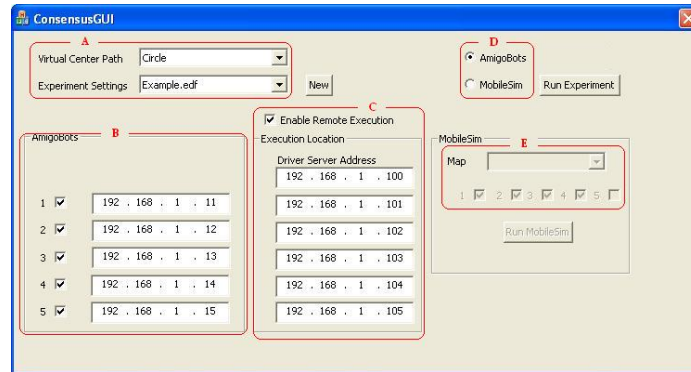 ConsensusGUI
A
D
Virtual Center Path Circle
AmigoBots
Experiment Settings Example.edf New
MobileSim Run Experiment
C
Enable Remote Execution
AmigoBots B
Execution Location
MobileSim E
Driver Server Address
Map
192 . 168 . 1 . 100
1 2 3 4 5
1 192 . 168 . 1 . 11
192 . 168 . 1 . 101
2 192 . 168 . 1 . 12
192 . 168 . 1 . 102
Run MobileSim
3 192 . 168 . 1 . 13
192 . 168 . 1 . 103
4 192 . 168 . 1 . 14
192 . 168 . 1 . 104
5 192 . 168 . 1 . 15
192 . 168 . 1 . 105